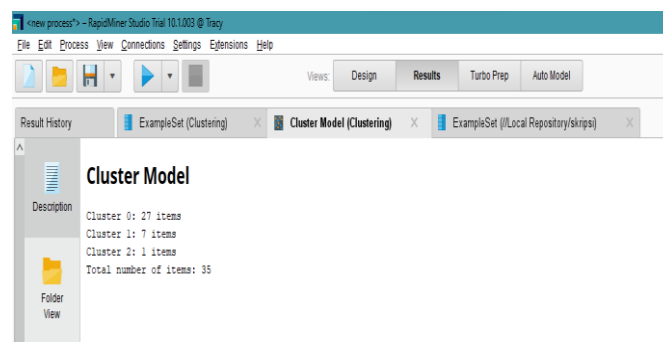 <new process*> – RapidMiner Studio Trial 10.1.003 @ Tracy
File Edit Process View Connections Settings Extensions Help
Views: Design Results Turbo Prep Auto Model
Result History ExampleSet (Clustering) Cluster Model (Clustering) ExampleSet (//Local Repository/skripsi)
Description
Cluster Model
Cluster 0: 27 items
Cluster 1: 7 items
Cluster 2: 1 items
Total number of items: 35
Folder
View